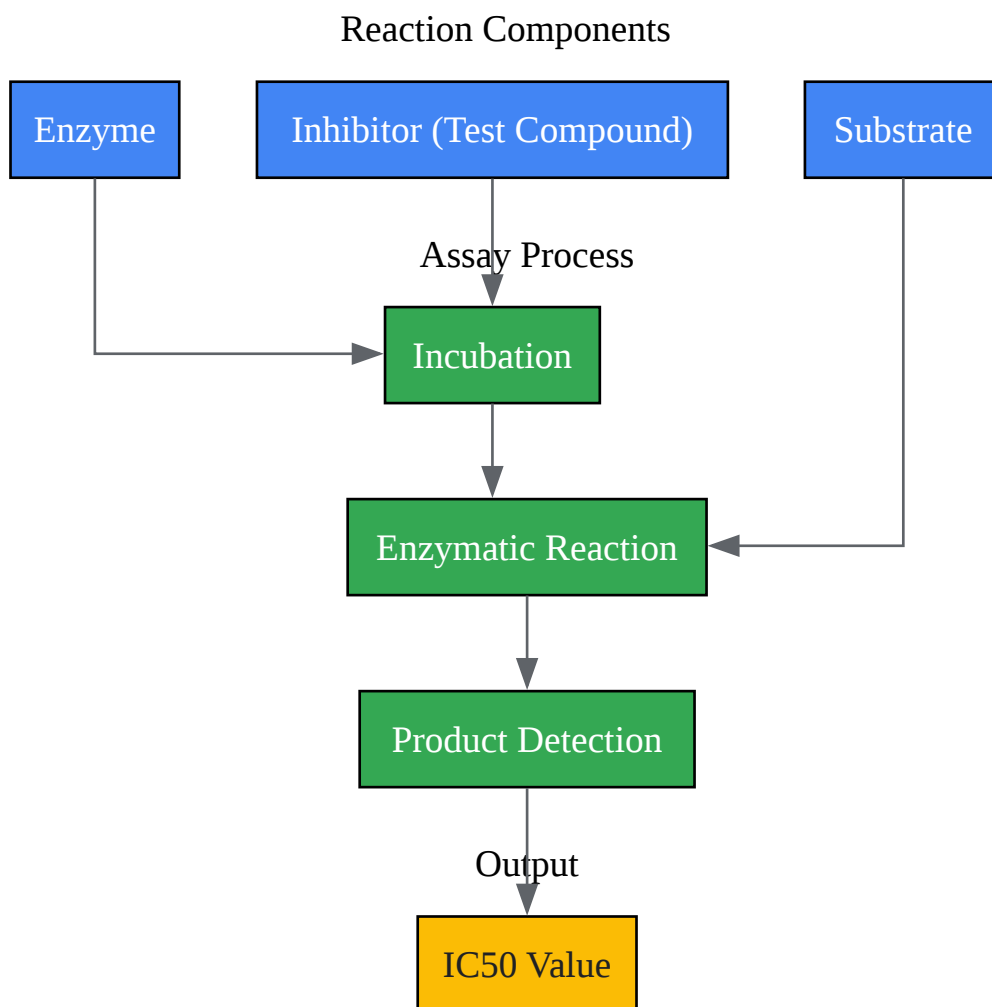 Reaction Components
Enzyme
Inhibitor (Test Compound)
Substrate
Assay Process
Incubation
Enzymatic Reaction
Product Detection
Output
IC50 Value